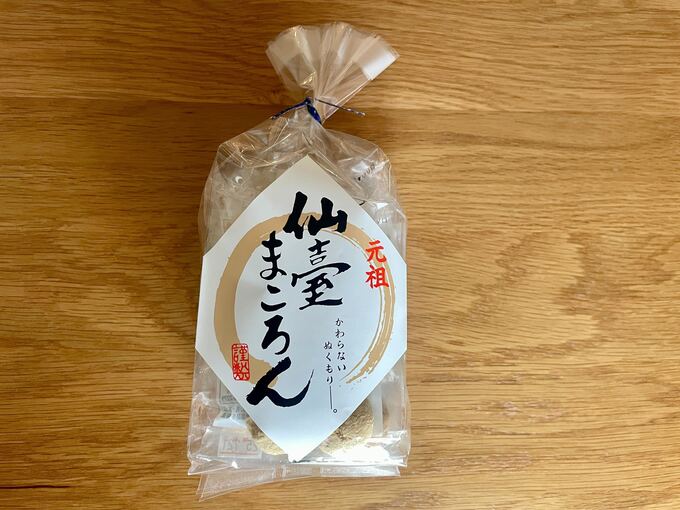 元祖
仙臺
まころん
かわらない
ぬくもり――。
謹製